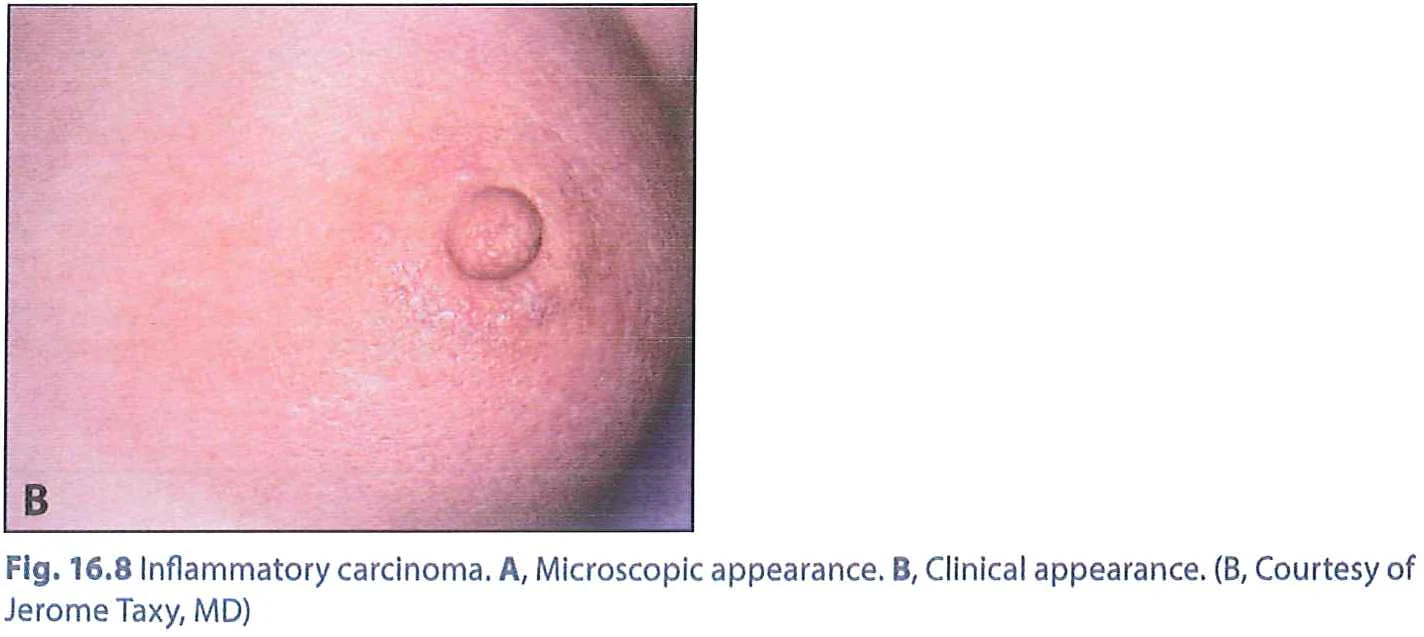 B
Fig. 16.8 Inflammatory carcinoma. A, Microscopic appearance. B, Clinical appearance. (B, Courtesy of
Jerome Taxy, MD)